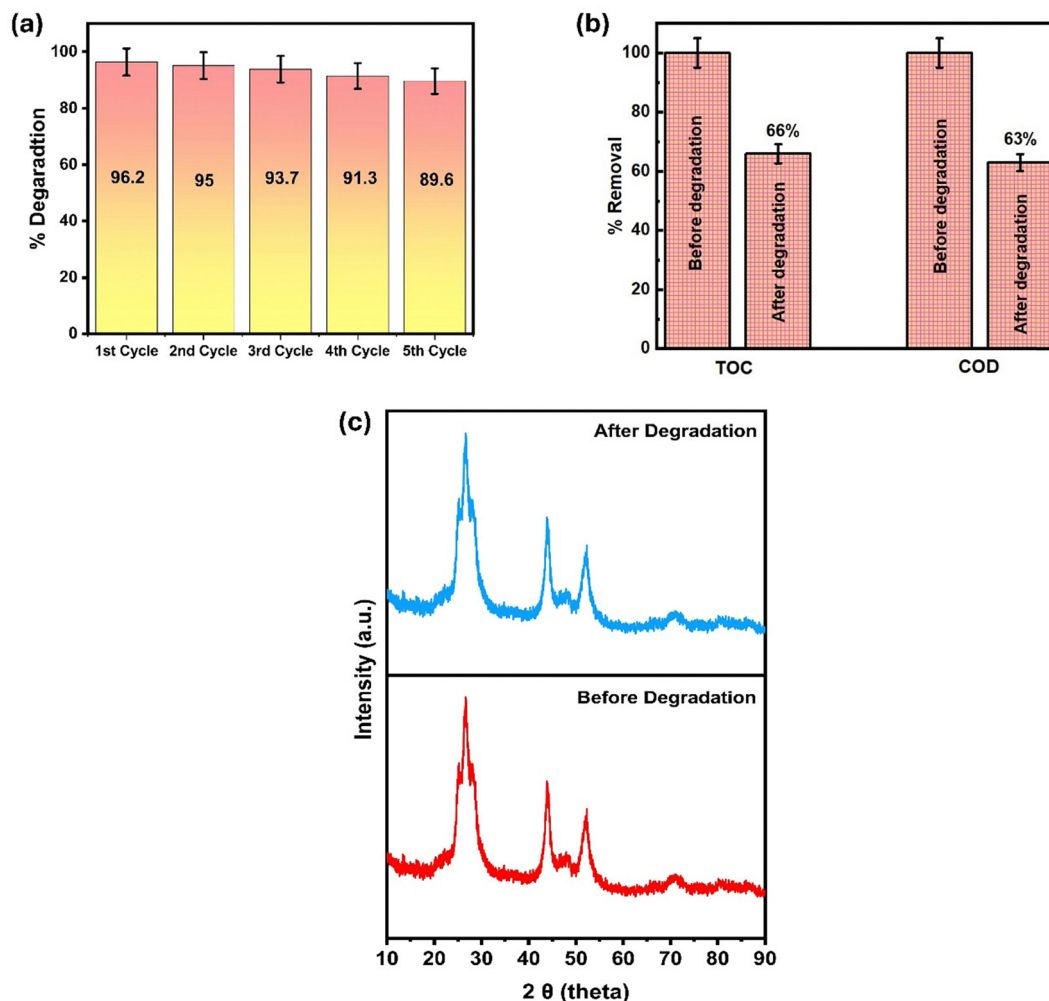 (a)
% Degaradtion
100
80
60
40
20
0
96.2
95
93.7
91.3
89.6
1st Cycle
2nd Cycle
3rd Cycle
4th Cycle
5th Cycle
(b)
% Removal
100
80
60
40
20
0
Before degradation
66%
After degradation
Before degradation
63%
After degradation
TOC
COD
(c)
Intensity (a.u.)
After Degradation
Before Degradation
10
20
30
40
50
60
70
80
90
2 θ (theta)